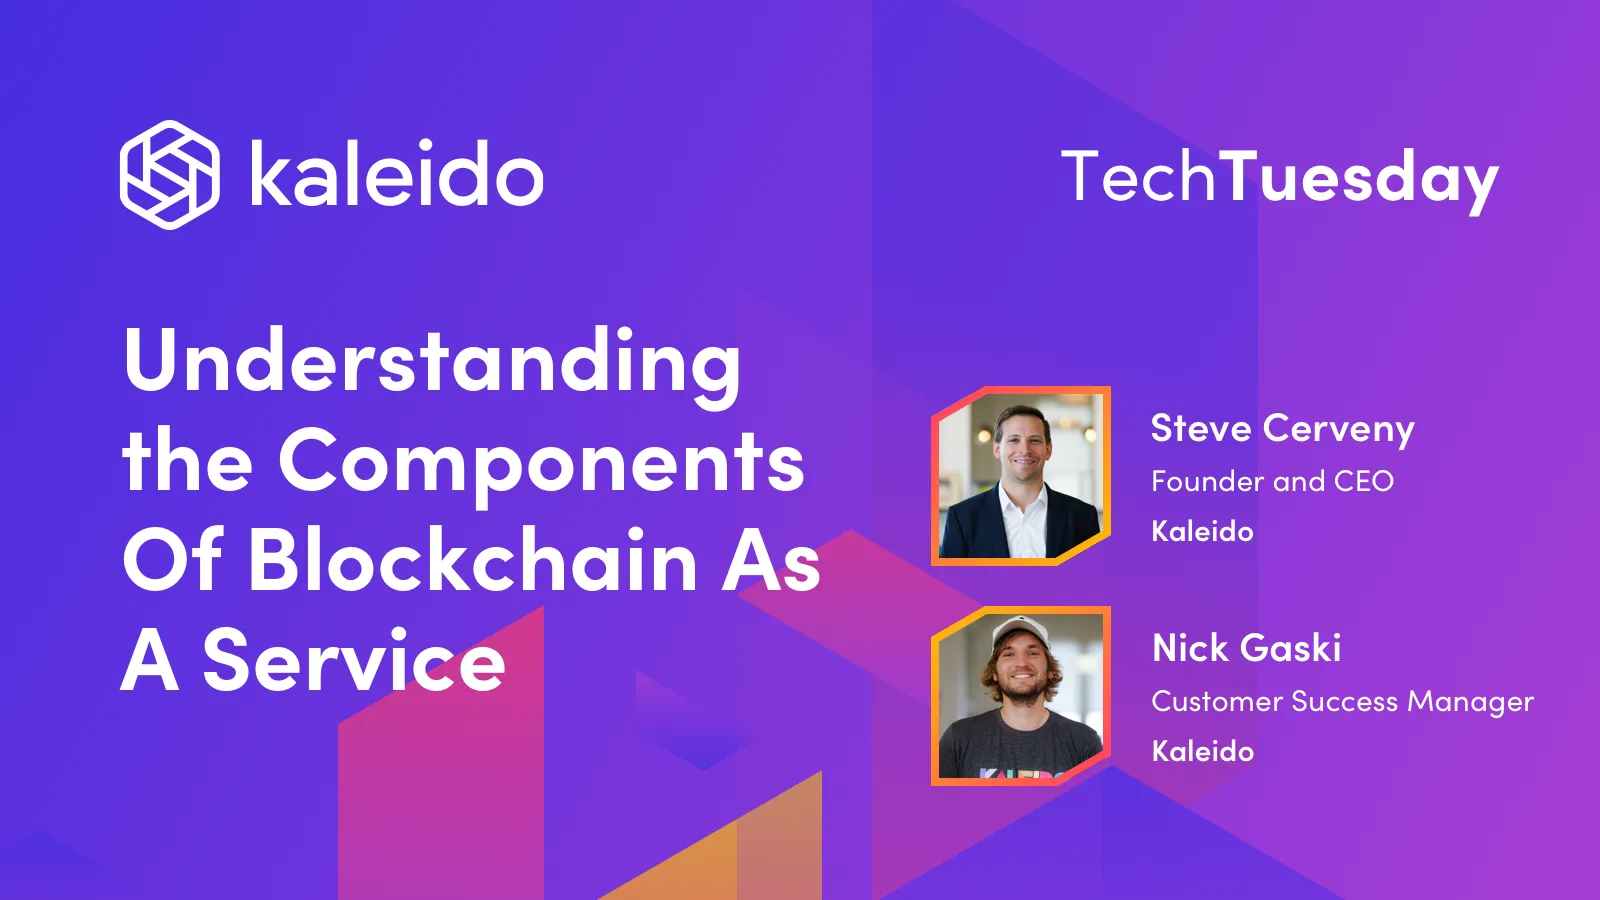 kaleido
TechTuesday
Understanding
the Components
Of Blockchain As
A Service
Steve Cerveny
Founder and CEO
Kaleido
Nick Gaski
Customer Success Manager
Kaleido
KALEIDO